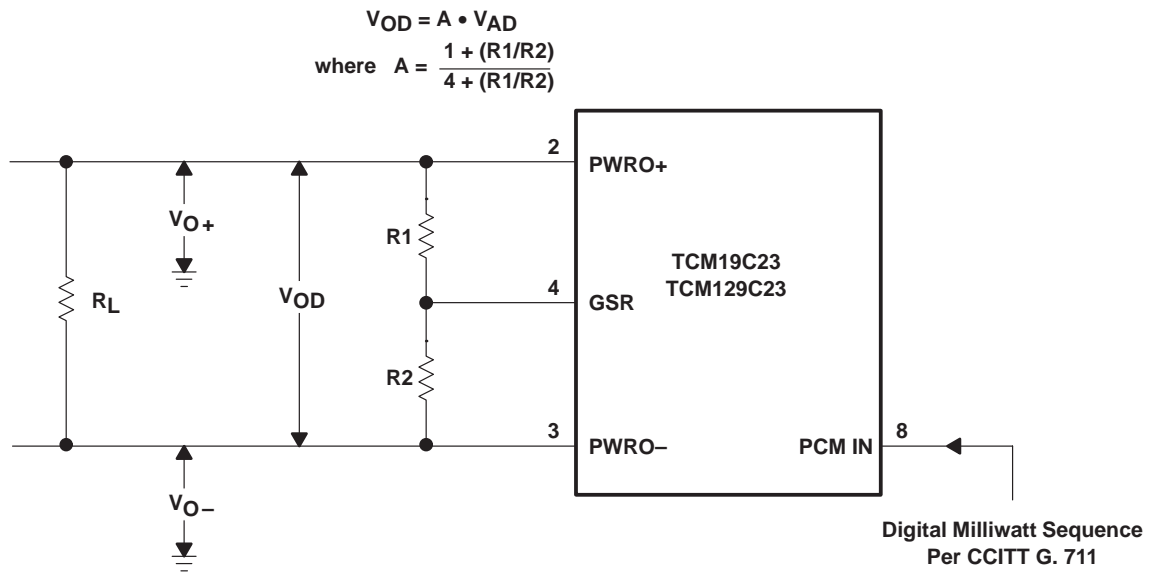 VOD = A • VAD
where A = 1 + (R1/R2)
4 + (R1/R2)
2
PWRO+
VO+
R1
TCM19C23
TCM129C23
RL
VOD
4
GSR
R2
3
PWRO–
PCM IN
8
VO–
Digital Milliwatt Sequence
Per CCITT G. 711